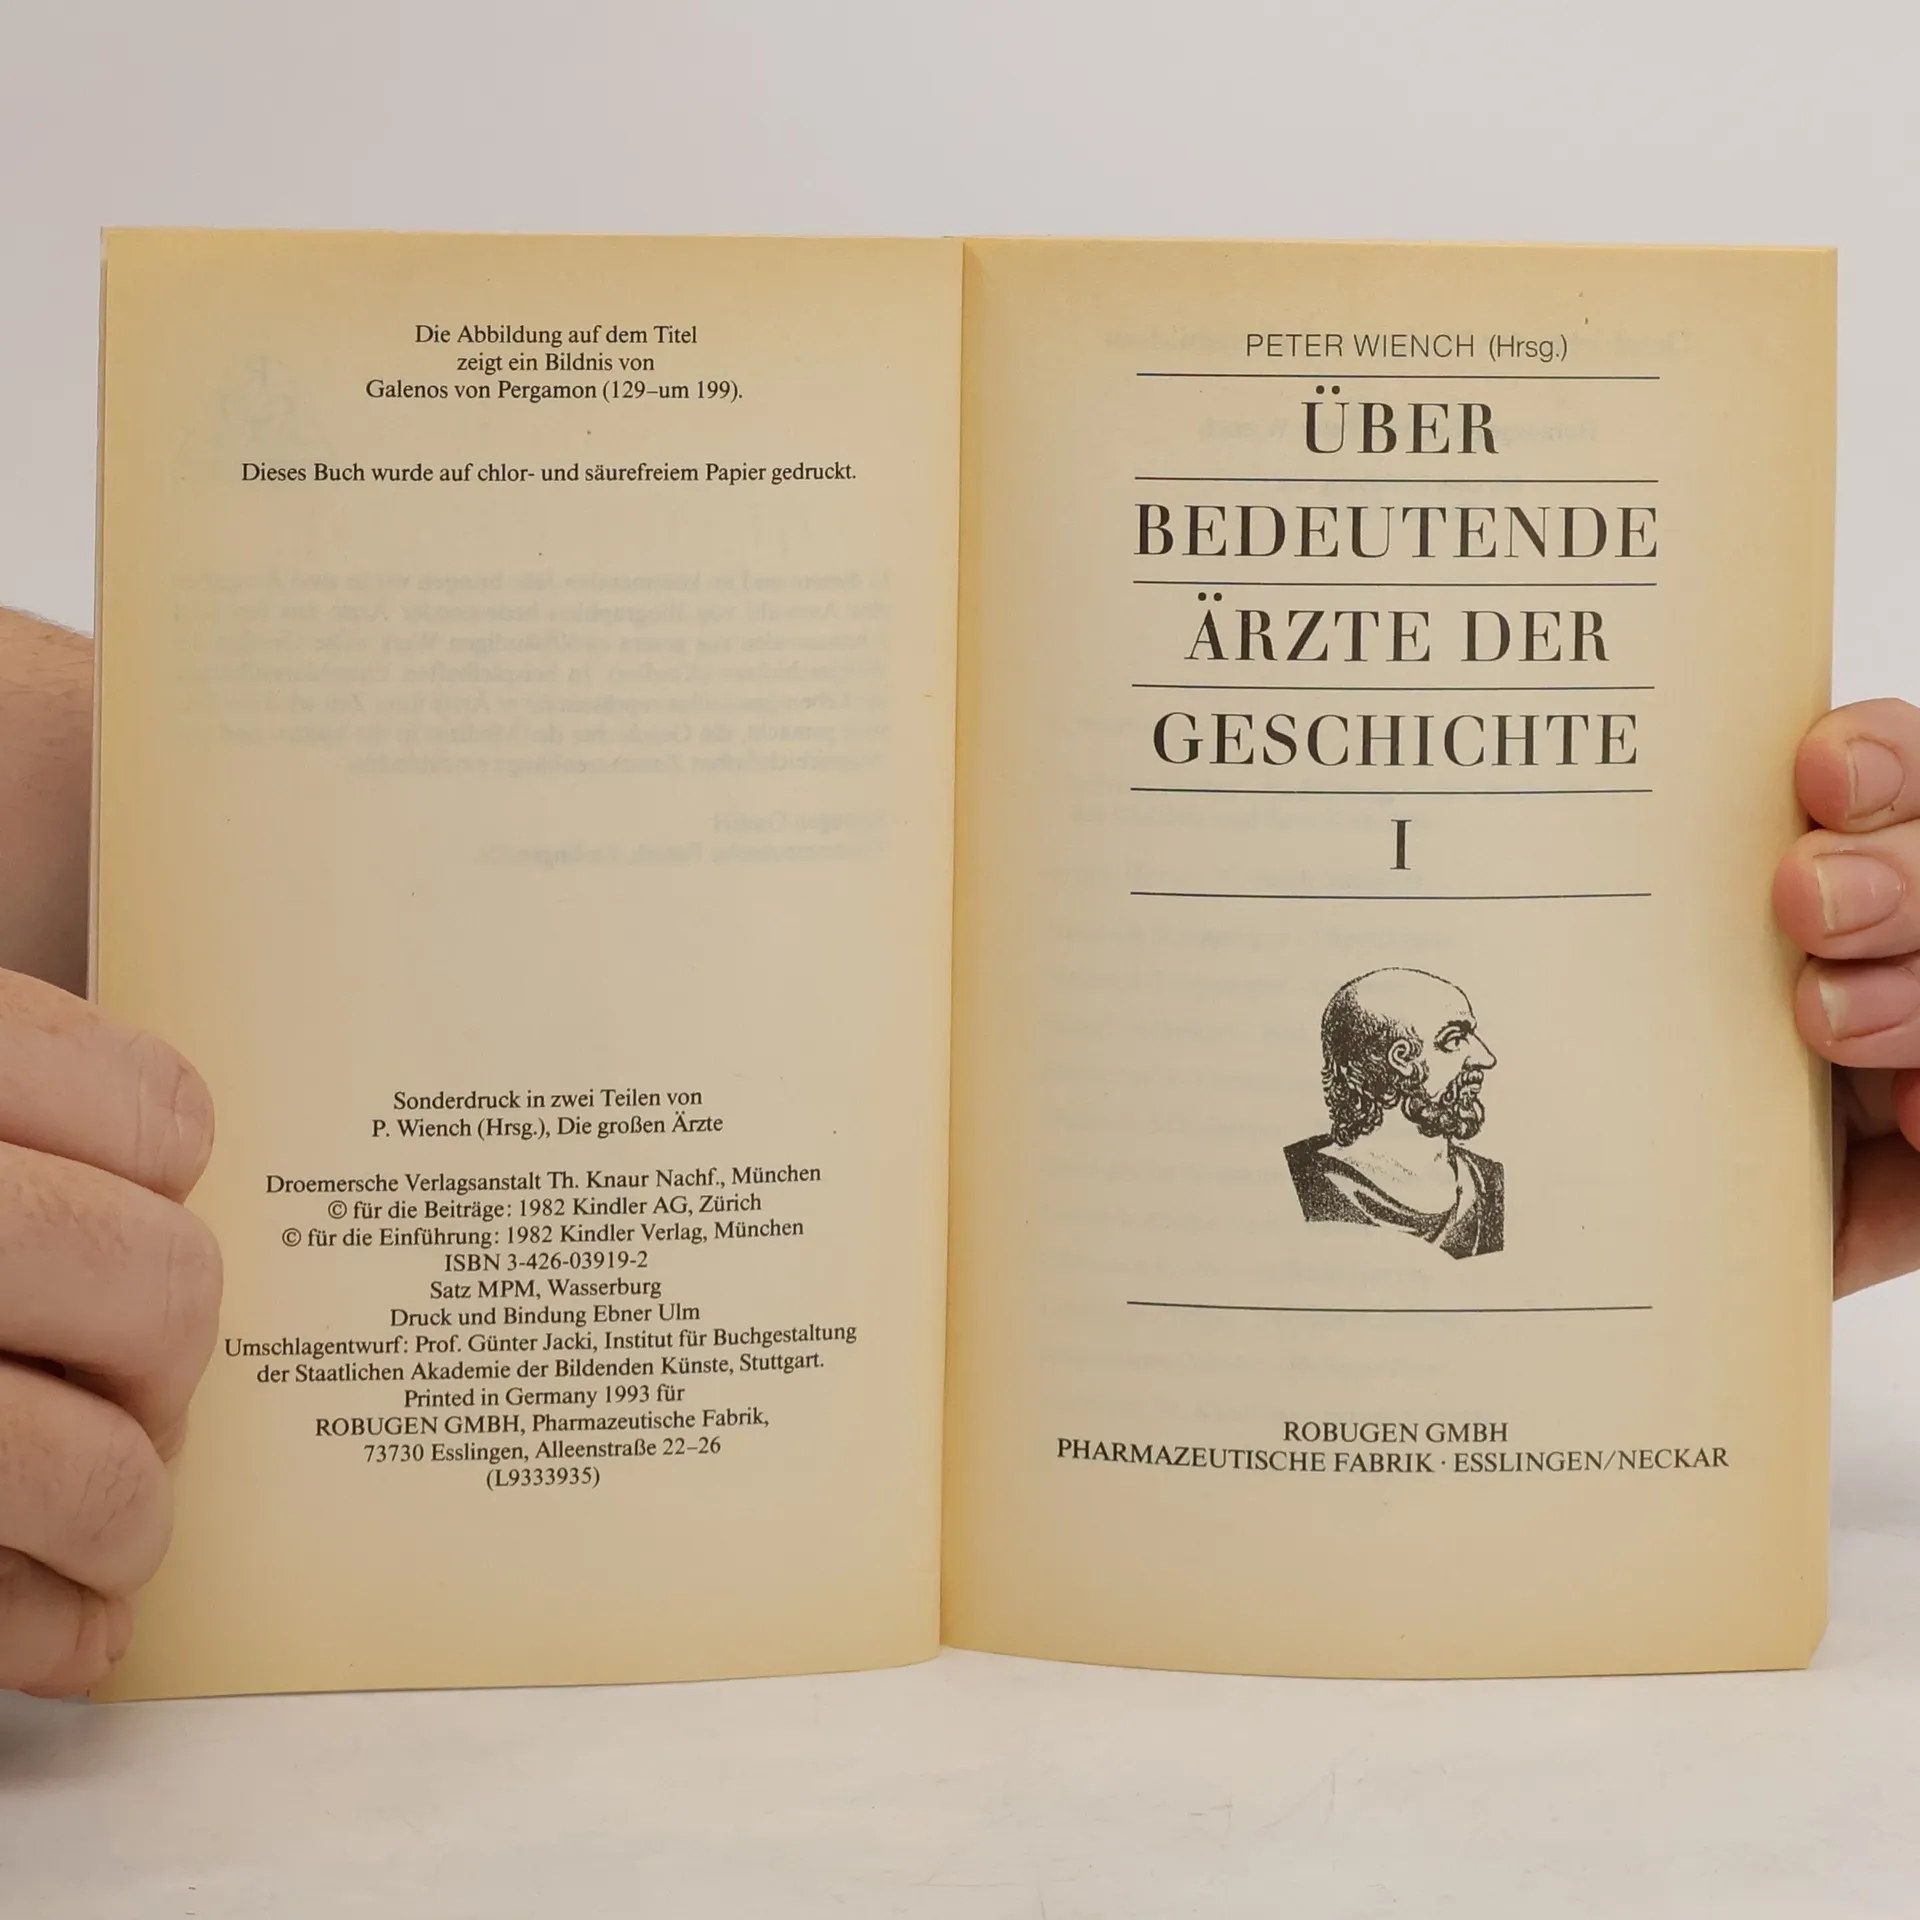 Die Abbildung auf dem Titel
zeigt ein Bildnis von
Galenos von Pergamon (129–um 199).
Dieses Buch wurde auf chlor- und säurefreiem Papier gedruckt.
Sonderdruck in zwei Teilen von
P. Wiench (Hrsg.), Die großen Ärzte
Droemersche Verlagsanstalt Th. Knaur Nachf., München
© für die Beiträge: 1982 Kindler AG, Zürich
© für die Einführung: 1982 Kindler Verlag, München
ISBN 3-426-03919-2
Satz MPM, Wasserburg
Druck und Bindung Ebner Ulm
Umschlagentwurf: Prof. Günter Jacki, Institut für Buchgestaltung
der Staatlichen Akademie der Bildenden Künste, Stuttgart.
Printed in Germany 1993 für
ROBUGEN GMBH, Pharmazeutische Fabrik,
73730 Esslingen, Alleenstraße 22–26
(L9333935)
PETER WIENCH (Hrsg.)
ÜBER
BEDEUTENDE
ÄRZTE DER
GESCHICHTE
I
ROBUGEN GMBH
PHARMAZEUTISCHE FABRIK · ESSLINGEN/NECKAR